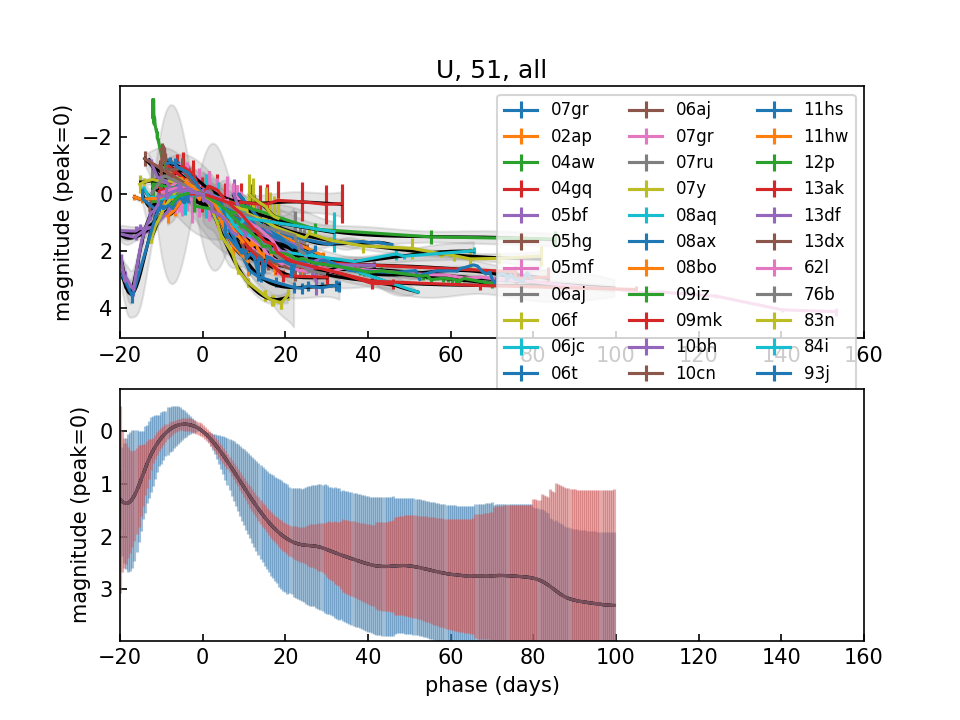 U, 51, all
magnitude (peak=0)
−2
0
2
4
07gr 06aj 11hs
02ap 07gr 11hw
04aw 07ru 12p
04gq 07y 13ak
05bf 08aq 13df
05hg 08ax 13dx
05mf 08bo 62l
06aj 09iz 76b
06f 09mk 83n
06jc 10bh 84i
06t 10cn 93j
−20 0 20 40 60 80 100 120 140 160
magnitude (peak=0)
0
1
2
3
−20 0 20 40 60 80 100 120 140 160
phase (days)